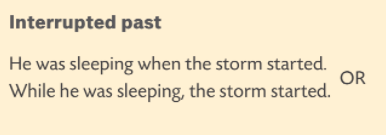 Interrupted past
He was sleeping when the storm started.
OR
While he was sleeping, the storm started.